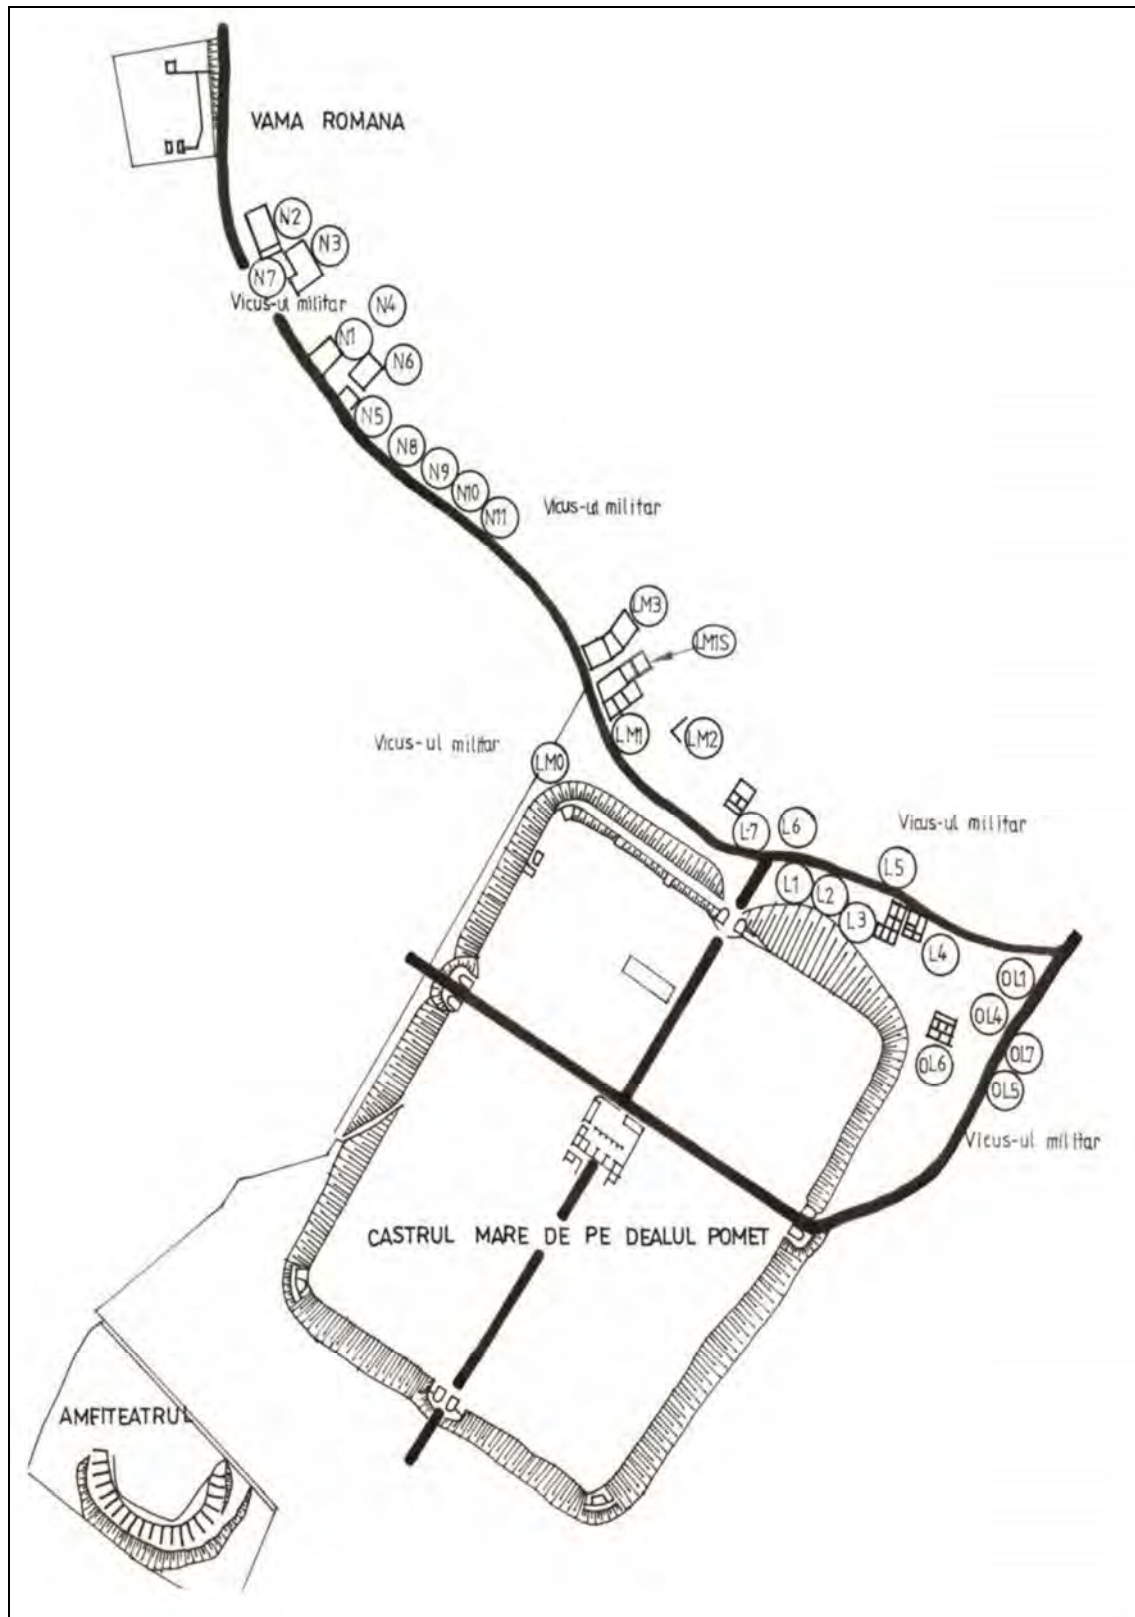 VAMA ROMANA
N2
N3
N7
Vicus-ul militar
N4
N1
N6
N5
N8
N9
N10
N11
Vicus-ul militar
LM3
LM1S
LM1
LM2
Vicus-ul militar
LM0
L7
L6
Vicus-ul militar
L5
L1
L2
L3
L4
OL1
OL4
OL7
OL6
OL5
Vicus-ul militar
CASTRUL MARE DE PE DEALUL POMET
AMFITEATRUL